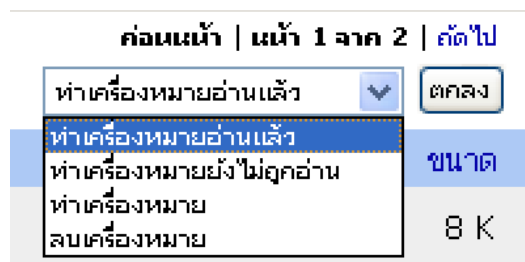 ก่อนหน้า | หน้า 1 จาก 2 | ถัดไป
ทำเครื่องหมายอ่านแล้ว ตกลง
ทำเครื่องหมายอ่านแล้ว
ทำเครื่องหมายยังไม่ถูกอ่าน
ขนาด
ทำเครื่องหมาย
ลบเครื่องหมาย
8 K